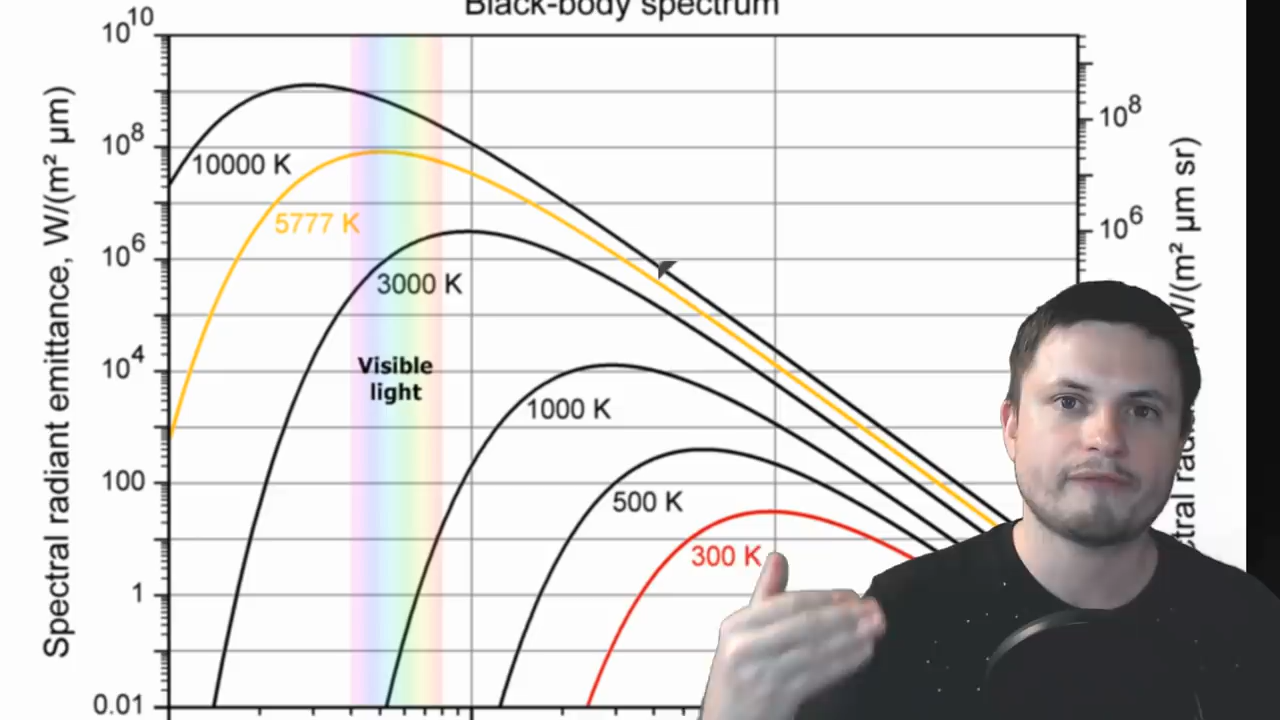 Black-body spectrum
10¹⁰
10⁸
10⁶
10⁴
100
1
0.01
Spectral radiant emittance, W/(m² μm)
10000 K
5777 K
3000 K
Visible
light
1000 K
500 K
300 K
10⁸
10⁶
W/(m² μm sr)